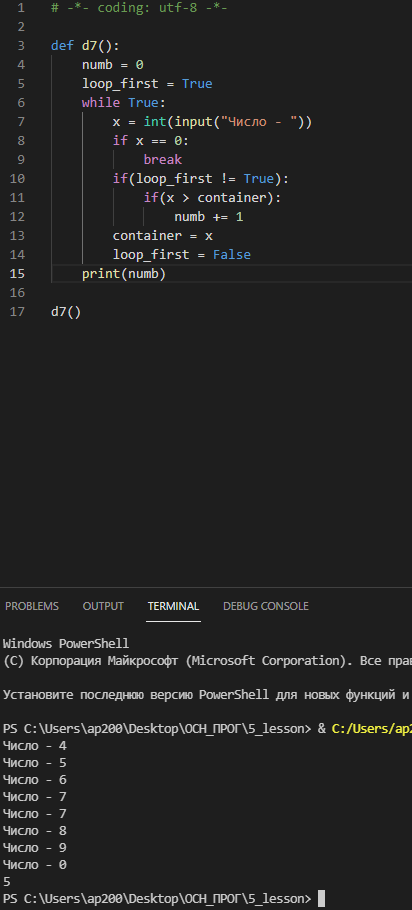 1 # -*- coding: utf-8 -*-
2
3 def d7():
4     numb = 0
5     loop_first = True
6     while True:
7         x = int(input("Число - "))
8         if x == 0:
9             break
10         if(loop_first != True):
11             if(x > container):
12                 numb += 1
13         container = x
14         loop_first = False
15     print(numb)
16
17 d7()
PROBLEMS OUTPUT TERMINAL DEBUG CONSOLE
Windows PowerShell
(C) Корпорация Майкрософт (Microsoft Corporation). Все
Установите последнюю версию PowerShell для новых функций и
PS C:\Users\ap200\Desktop\ОСН_ПРОГ\5_lesson> & C:/Users/ap2
Число - 4
Число - 5
Число - 6
Число - 7
Число - 7
Число - 8
Число - 9
Число - 0
5
PS C:\Users\ap200\Desktop\ОСН_ПРОГ\5_lesson>